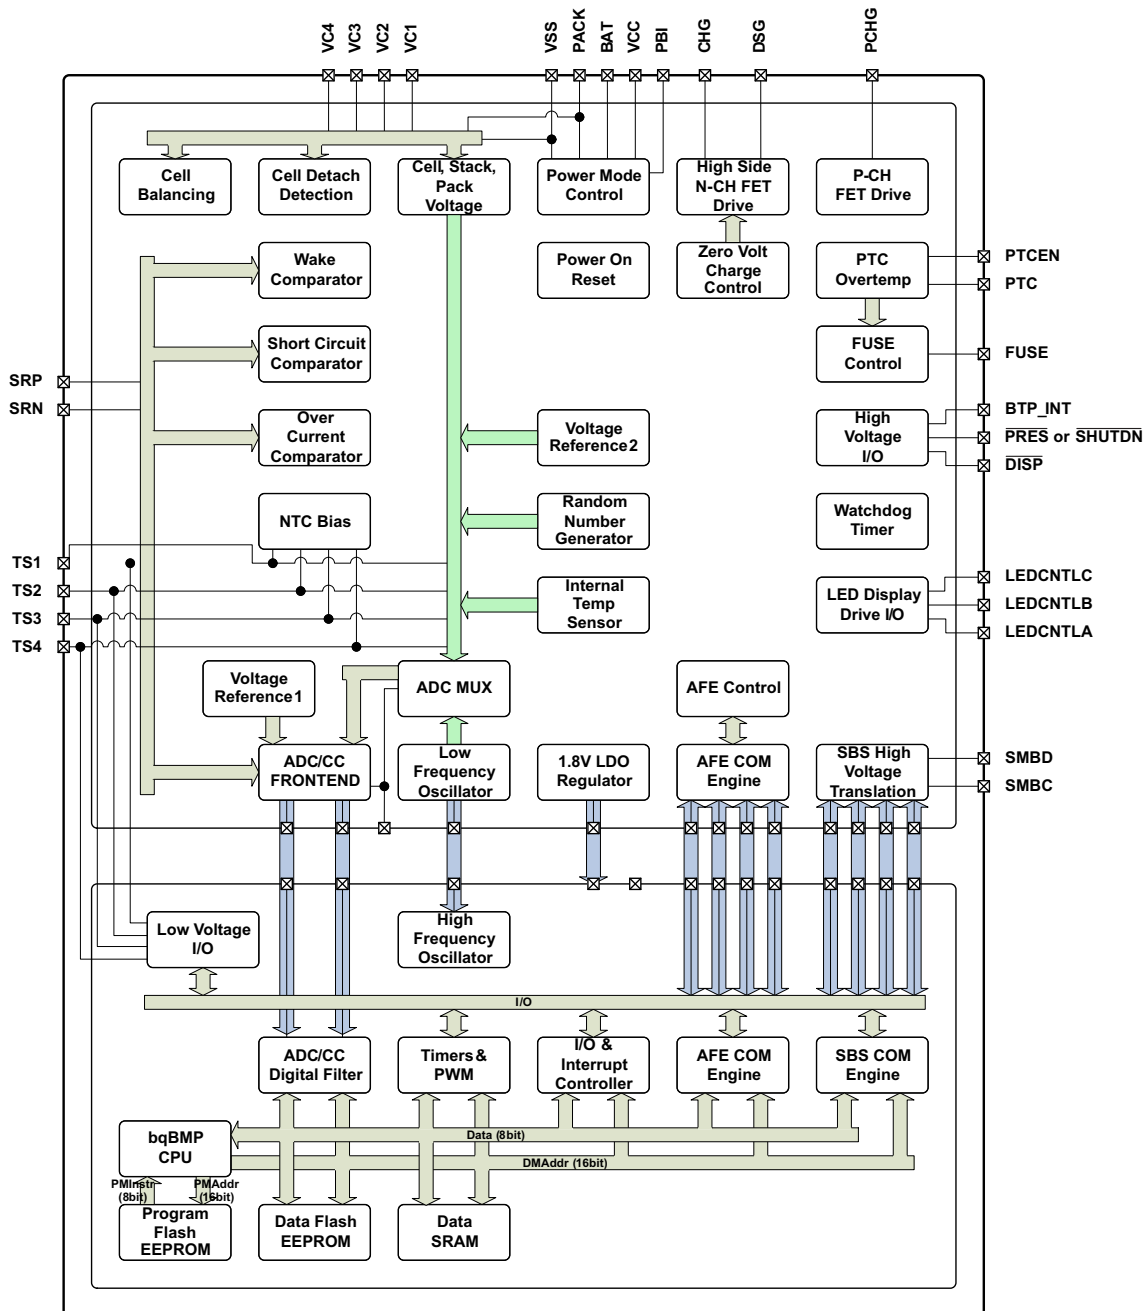 VC4
VC3
VC2
VC1
VSS
PACK
BAT
VCC
PBI
CHG
DSG
PCHG
Cell
Balancing
Cell Detach
Detection
Cell, Stack,
Pack
Voltage
Power Mode
Control
High Side
N-CH FET
Drive
P-CH
FET Drive
Wake
Comparator
Power On
Reset
Zero Volt
Charge
Control
PTC
Overtemp
PTCEN
PTC
Short Circuit
Comparator
FUSE
Control
FUSE
SRP
SRN
Over
Current
Comparator
Voltage
Reference2
High
Voltage
I/O
BTP_INT
PRES or SHUTDN
DISP
NTC Bias
Random
Number
Generator
Watchdog
Timer
TS1
TS2
TS3
TS4
Internal
Temp
Sensor
LED Display
Drive I/O
LEDCNTLC
LEDCNTLB
LEDCNTLA
Voltage
Reference1
ADC MUX
AFE Control
ADC/CC
FRONTEND
Low
Frequency
Oscillator
1.8V LDO
Regulator
AFE COM
Engine
SBS High
Voltage
Translation
SMBD
SMBC
Low Voltage
I/O
High
Frequency
Oscillator
I/O
ADC/CC
Digital Filter
Timers&
PWM
I/O &
Interrupt
Controller
AFE COM
Engine
SBS COM
Engine
bqBMP
CPU
Data (8bit)
DMAddr (16bit)
PMInstr
(8bit)
PMAddr
(16bit)
Program
Flash
EEPROM
Data Flash
EEPROM
Data
SRAM